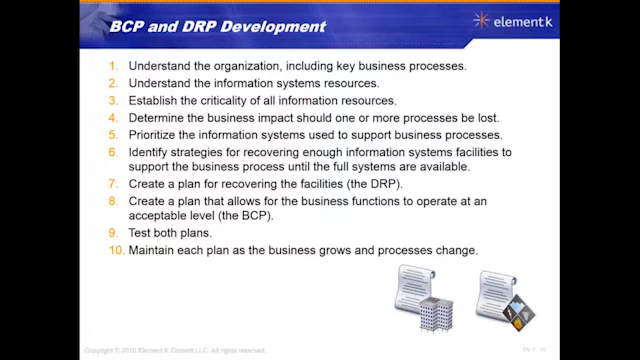 BCP and DRP Development
element k
1. Understand the organization, including key business processes.
2. Understand the information systems resources.
3. Establish the criticality of all information resources.
4. Determine the business impact should one or more processes be lost.
5. Prioritize the information systems used to support business processes.
6. Identify strategies for recovering enough information systems facilities to
support the business process until the full systems are available.
7. Create a plan for recovering the facilities (the DRP).
8. Create a plan that allows for the business functions to operate at an
acceptable level (the BCP).
9. Test both plans.
10. Maintain each plan as the business grows and processes change.
Copyright © 2010 Element K Content LLC. All rights reserved.